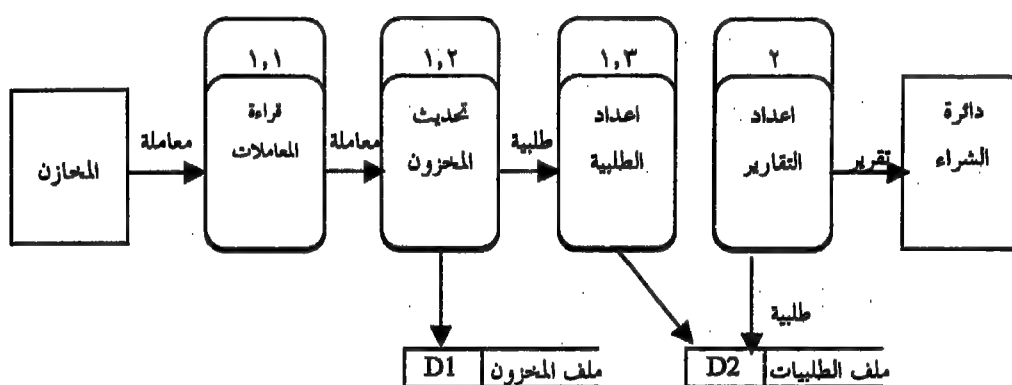 ١,١
١,٢
١,٣
٢
المخازن
معاملة
قراءة
المعاملات
معاملة
تحديث
المخزون
طلبية
اعداد
الطلبية
اعداد
التقارير
تقرير
دائرة
الشراء
طلبية
D1 ملف المخزون
D2 ملف الطلبيات